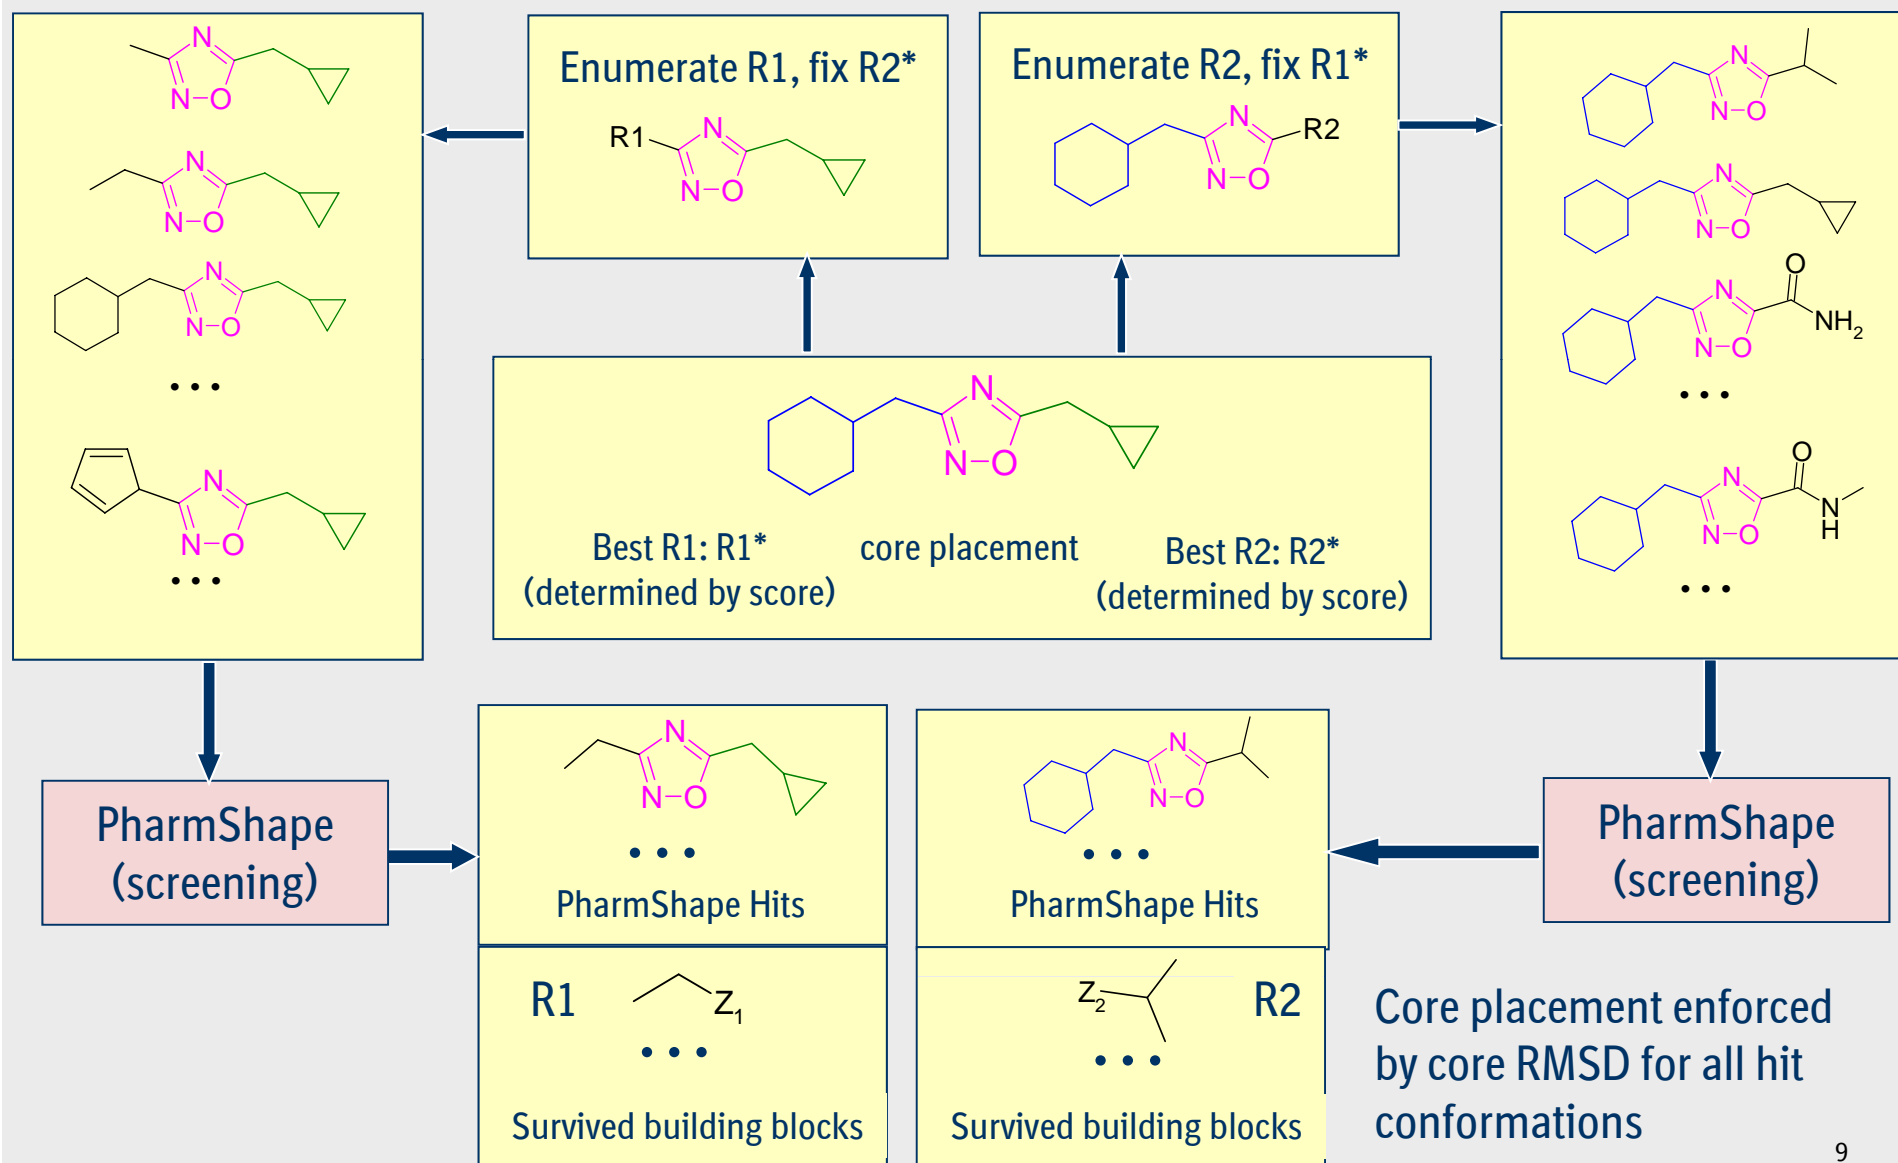 N
N–O
N
N–O
N
N–O
• • •
N
N–O
• • •
Enumerate R1, fix R2*
R1
N
N–O
Enumerate R2, fix R1*
N
R2
N–O
N
N–O
N
N–O
O
N
NH2
N–O
• • •
O
N
N
H
N–O
• • •
N
N–O
Best R1: R1*
(determined by score)
core placement
Best R2: R2*
(determined by score)
PharmShape
(screening)
N
N–O
• • •
PharmShape Hits
N
N–O
• • •
PharmShape Hits
PharmShape
(screening)
R1
Z1
• • •
Survived building blocks
Z2
R2
• • •
Survived building blocks
Core placement enforced
by core RMSD for all hit
conformations
9